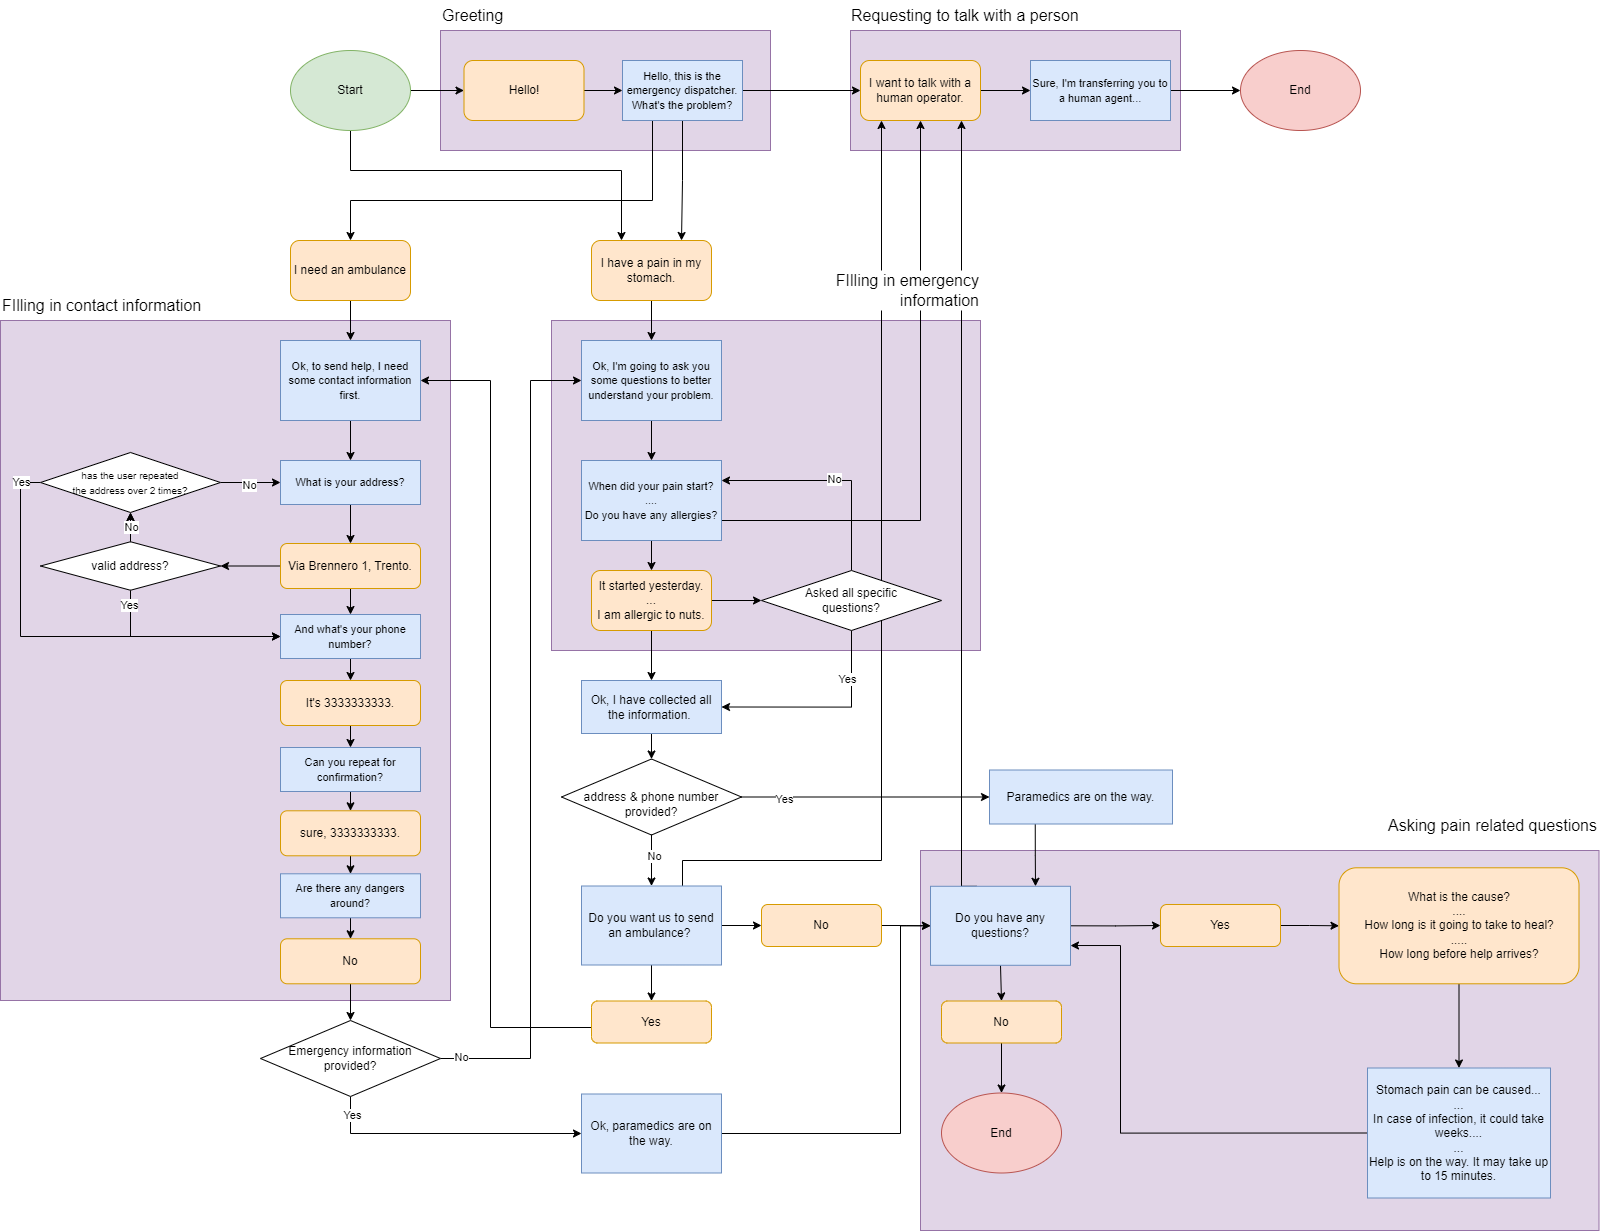 Greeting
Requesting to talk with a person
Start
Hello!
Hello, this is the
emergency dispatcher.
What's the problem?
I want to talk with a
human operator.
Sure, I'm transferring you to
a human agent...
End
I need an ambulance
I have a pain in my
stomach.
FIlling in contact information
FIlling in emergency
information
Ok, to send help, I need
some contact information
first.
What is your address?
has the user repeated
the address over 2 times?
Yes
No
No
valid address?
Yes
Via Brennero 1, Trento.
And what's your phone
number?
It's 3333333333.
Can you repeat for
confirmation?
sure, 3333333333.
Are there any dangers
around?
No
Emergency information
provided?
No
Yes
Ok, I'm going to ask you
some questions to better
understand your problem.
When did your pain start?
....
Do you have any allergies?
No
It started yesterday.
...
I am allergic to nuts.
Asked all specific
questions?
Yes
Ok, I have collected all
the information.
address & phone number
provided?
Yes
No
Paramedics are on the way.
Do you want us to send
an ambulance?
No
Yes
Ok, paramedics are on
the way.
Asking pain related questions
Do you have any
questions?
Yes
What is the cause?
....
How long is it going to take to heal?
.....
How long before help arrives?
No
End
Stomach pain can be caused...
...
In case of infection, it could take
weeks....
...
Help is on the way. It may take up
to 15 minutes.